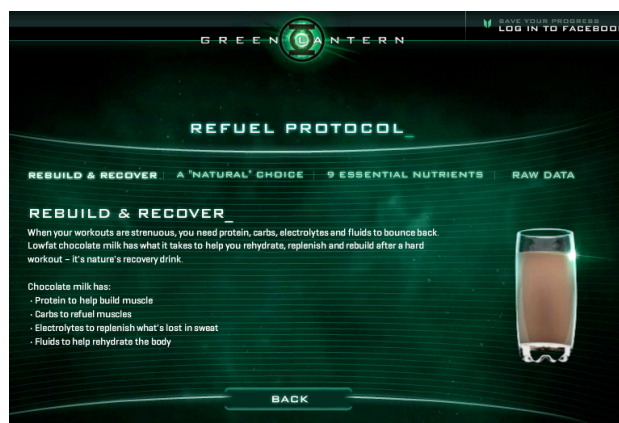 SAVE YOUR PROGRESS
LOG IN TO FACEBOO
GREEN LANTERN
REFUEL PROTOCOL_
REBUILD & RECOVER | A "NATURAL" CHOICE | 9 ESSENTIAL NUTRIENTS | RAW DATA
REBUILD & RECOVER_
When your workouts are strenuous, you need protein, carbs, electrolytes and fluids to bounce back.
Lowfat chocolate milk has what it takes to help you rehydrate, replenish and rebuild after a hard
workout – it's nature's recovery drink.
Chocolate milk has:
· Protein to help build muscle
· Carbs to refuel muscles
· Electrolytes to replenish what's lost in sweat
· Fluids to help rehydrate the body
BACK